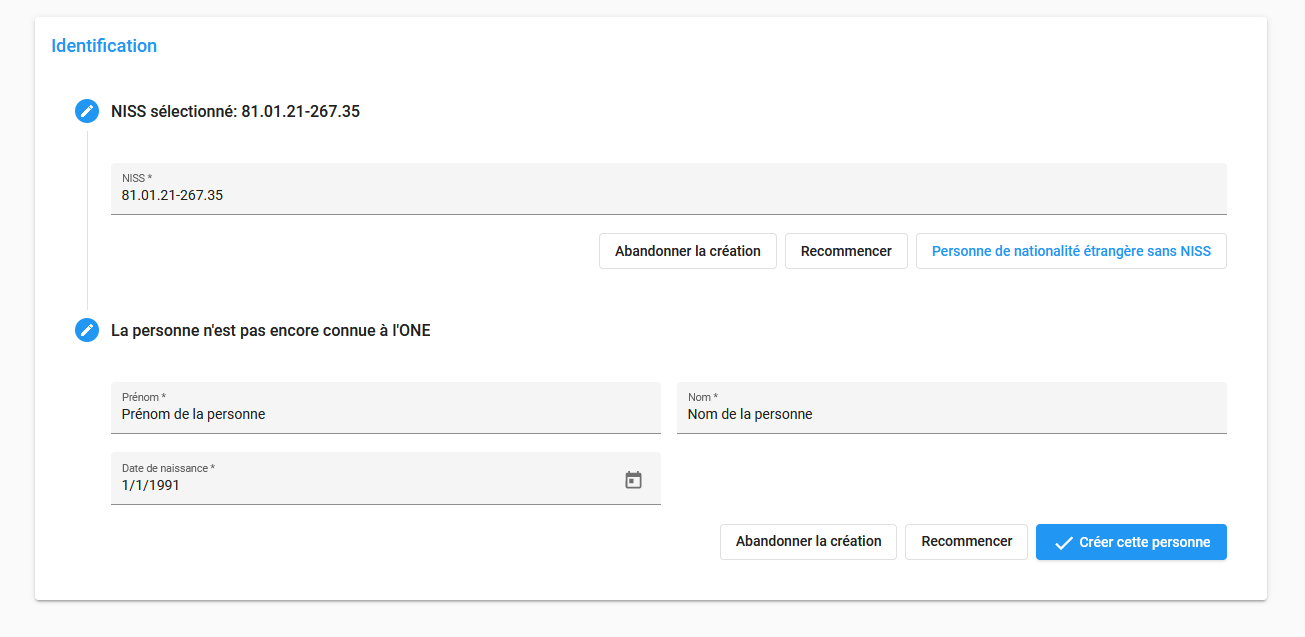 Identification
NISS sélectionné: 81.01.21-267.35
NISS *
81.01.21-267.35
Abandonner la création Recommencer Personne de nationalité étrangère sans NISS
La personne n'est pas encore connue à l'ONE
Prénom * Nom *
Prénom de la personne Nom de la personne
Date de naissance *
1/1/1991
Abandonner la création Recommencer Créer cette personne